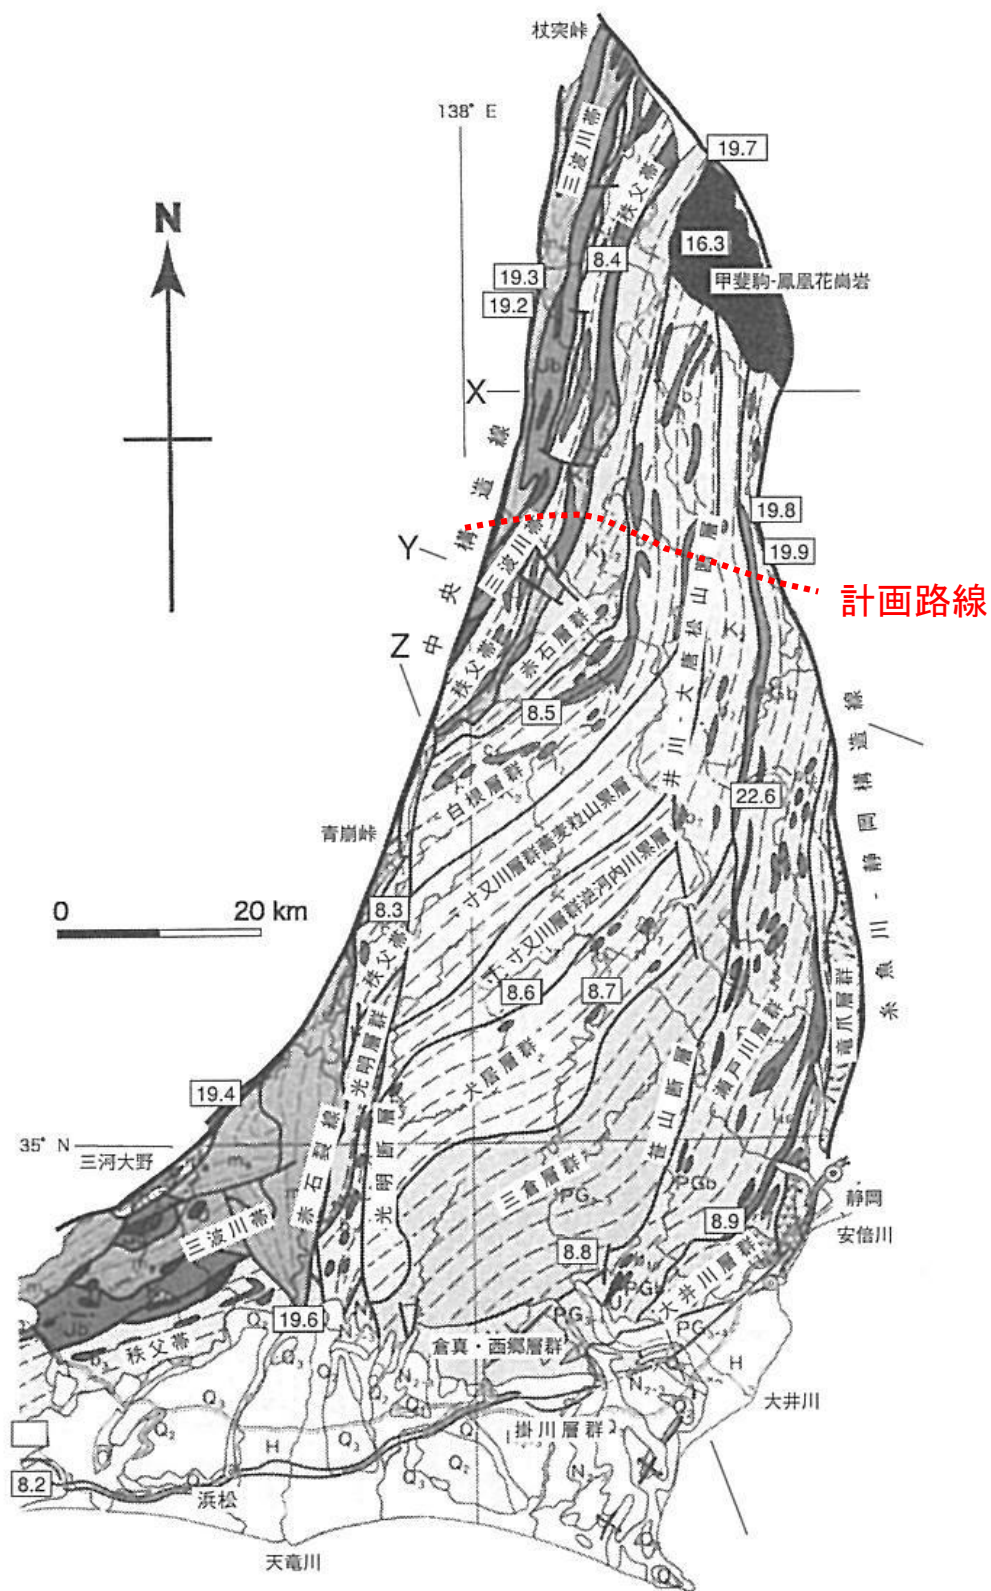 杖突峠
138° E
三波川帯
19.7
秩父帯
N
16.3
8.4
19.3
甲斐駒-鳳凰花崗岩
19.2
Jb
X
19.8
19.9
Y
三波川帯
計画路線
中央構造線
Z
秩父帯
赤石層群
井川-大唐松山断層
8.5
白根層群
22.6
糸魚川-静岡構造線
青崩峠
寸又川層群蕎麦粒山累層
寸又川層群逆河内川累層
0 20 km
8.3
秩父帯
8.6
8.7
竜爪層群
光明層群
犬居層群
瀬戸川層群
19.4
35° N
三河大野
赤石裂線
光明断層
三倉層群
笹山断層
PGb
静岡
8.9
安倍川
三波川帯
8.8
大井川層群
19.6
秩父帯
倉真・西郷層群
H
大井川
掛川層群
H
8.2
浜松
天竜川